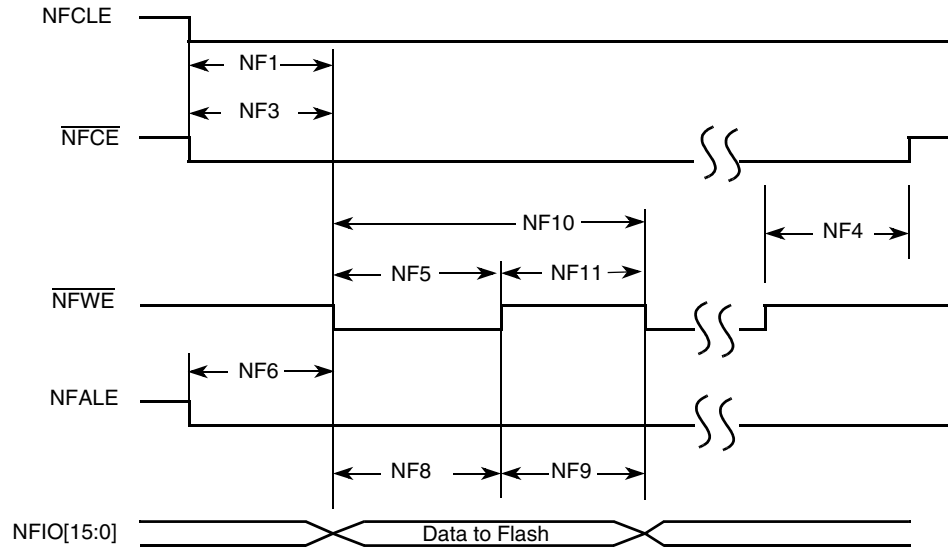 NFCLE
NF1
NF3
NFCE
NF10
NF4
NF5
NF11
NFWE
NF6
NFALE
NF8
NF9
NFIO[15:0]
Data to Flash